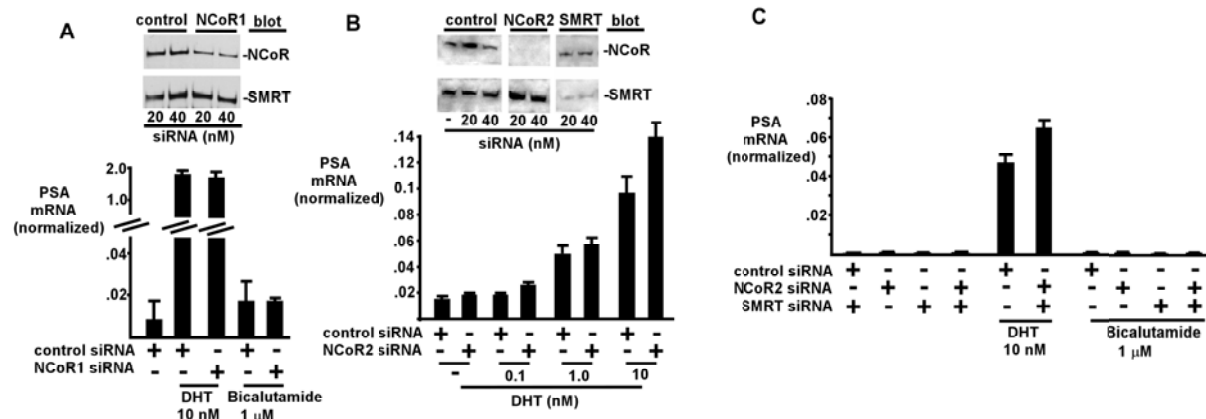 A
control NCoR1 blot
-NCoR
-SMRT
20 40 20 40
siRNA (nM)
PSA
mRNA
(normalized)
2.0
1.0
.04
.02
control siRNA + + - + -
NCoR1 siRNA - - + - +
DHT
10 nM
Bicalutamide
1 µM
B
control NCoR2 SMRT blot
-NCoR
-SMRT
- 20 40 20 40 20 40
siRNA (nM)
PSA
mRNA
(normalized)
.14
.12
0.1
.08
.06
.04
.02
control siRNA + - + - + - + -
NCoR2 siRNA - + - + - + - +
- 0.1 1.0 10
DHT (nM)
C
PSA
mRNA
(normalized)
.08
.06
.04
.02
control siRNA + - - - + - + - - -
NCoR2 siRNA - + - + - + - + - +
SMRT siRNA + - + + - + - - + +
DHT
10 nM
Bicalutamide
1 µM